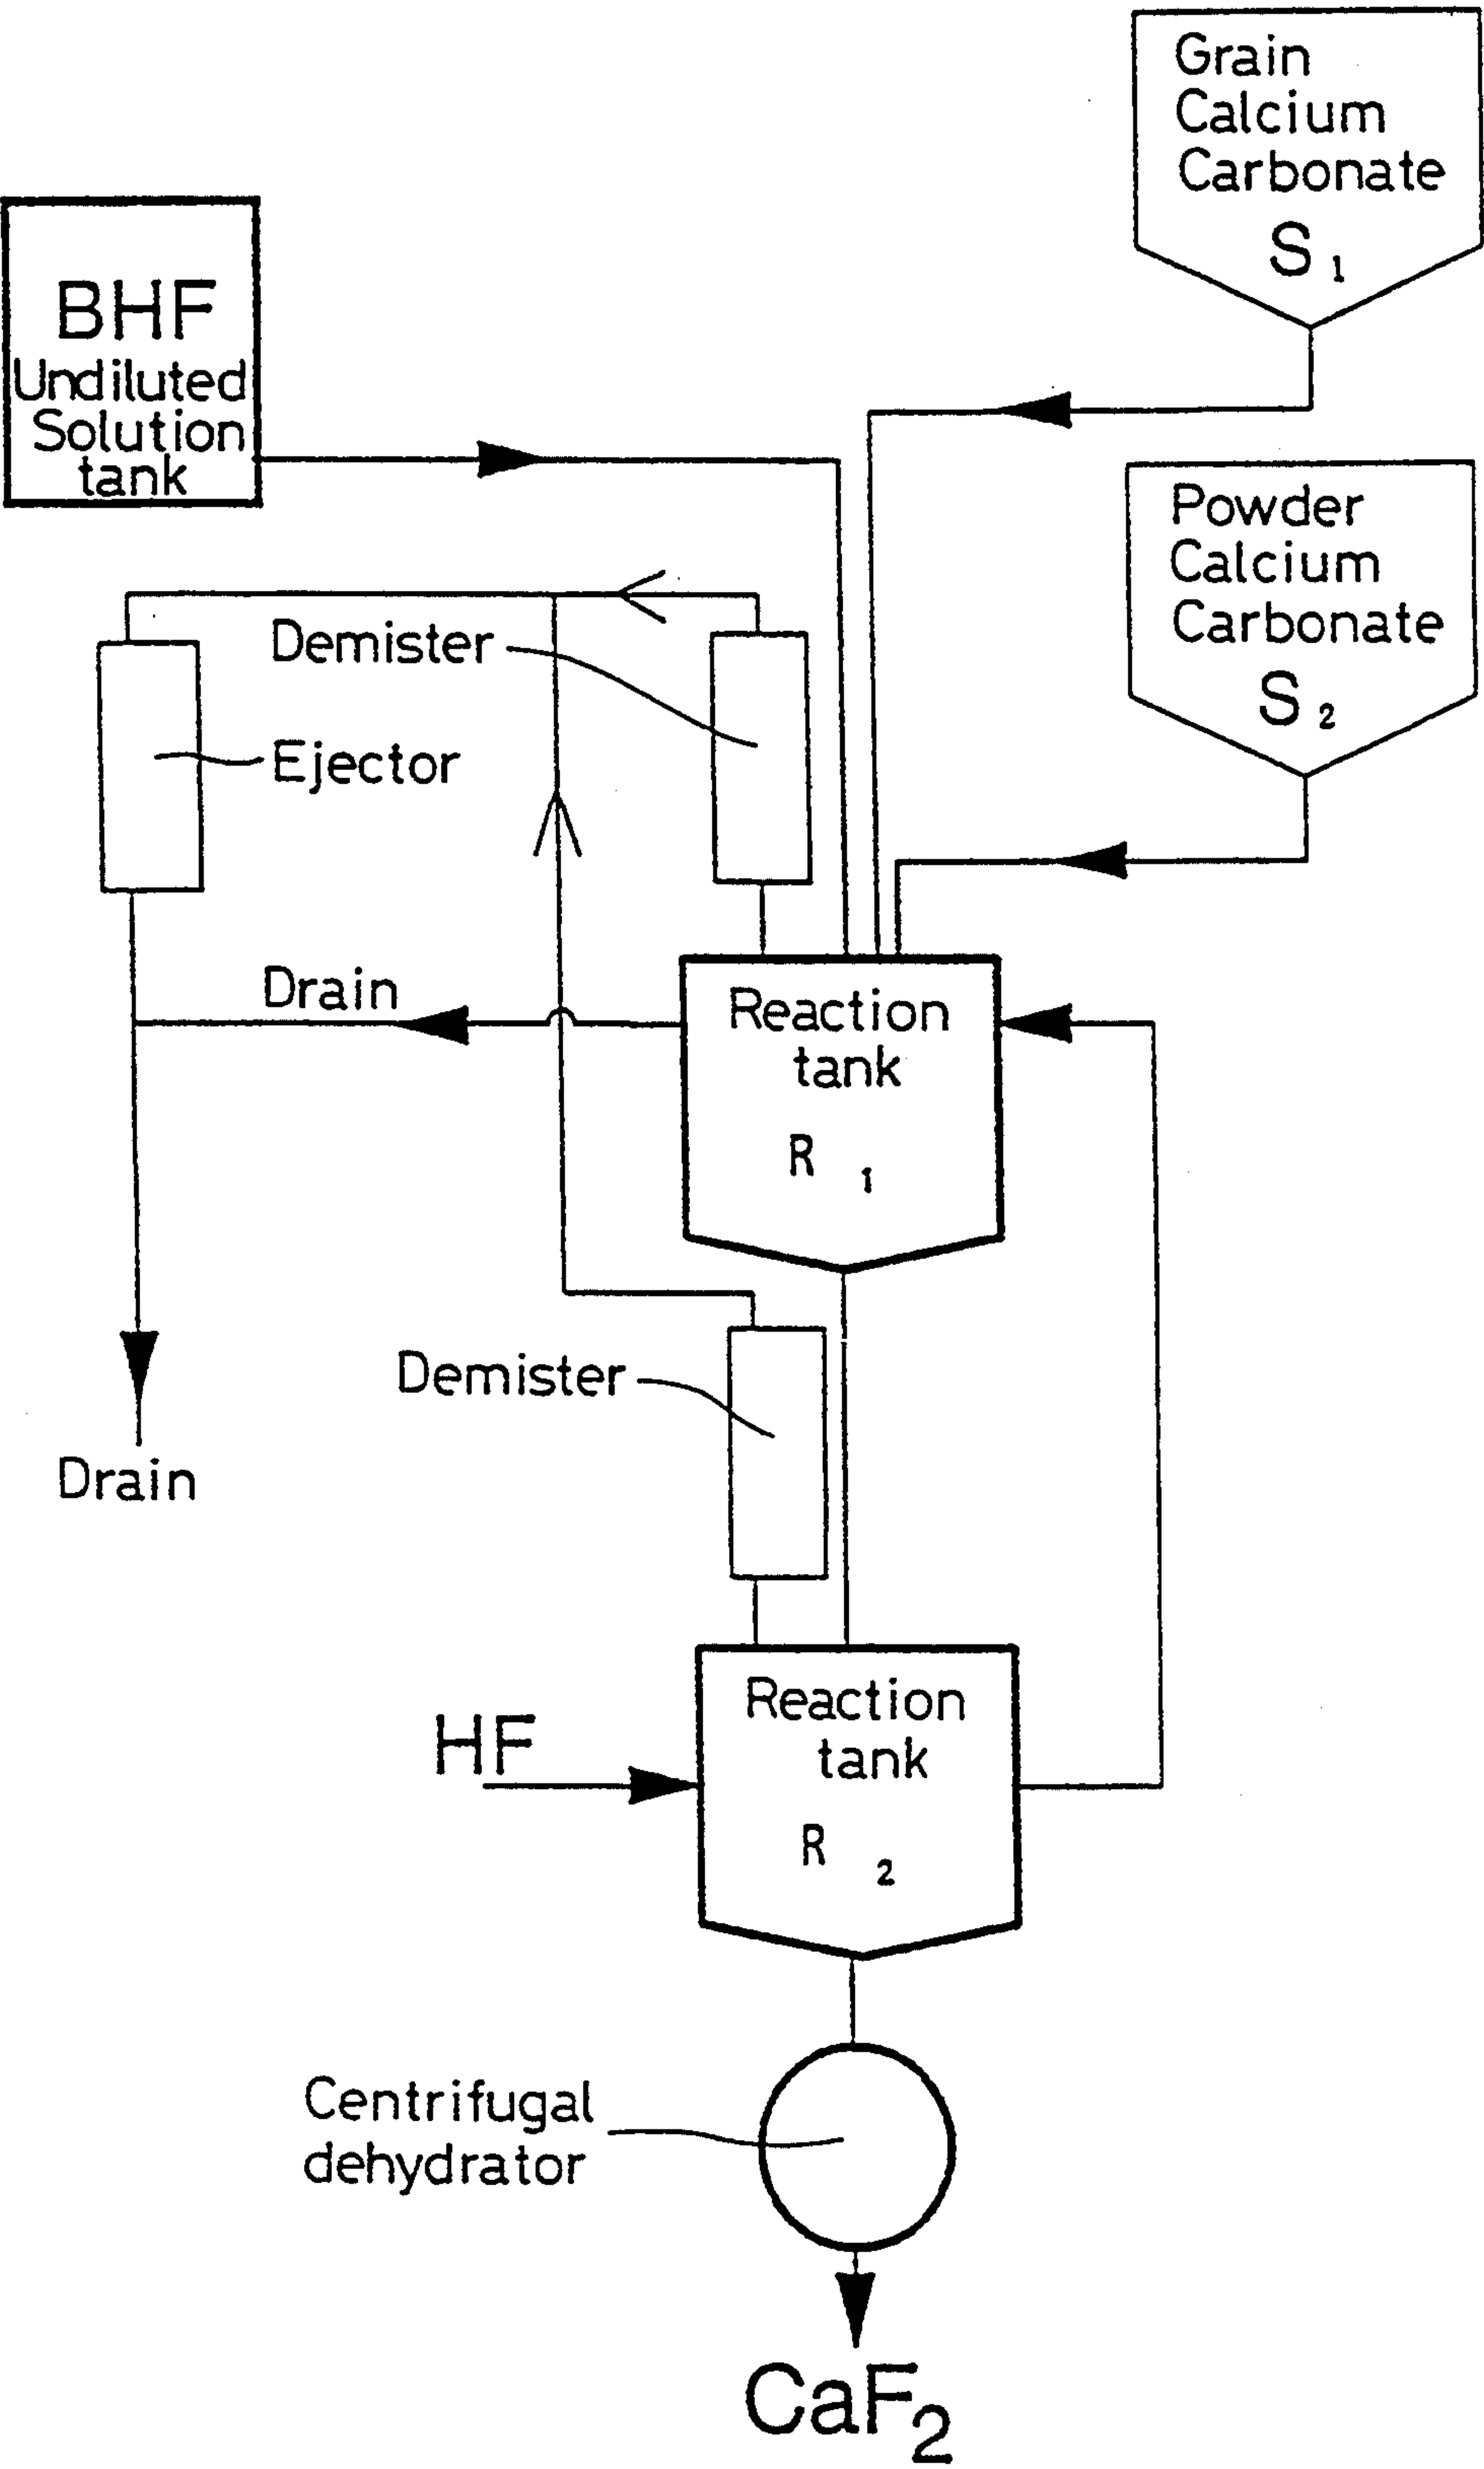 Grain
Calcium
Carbonate
S₁
BHF
Undiluted
Solution
tank
Powder
Calcium
Carbonate
S₂
Demister
Ejector
Drain
Reaction
tank
R₁
Demister
Drain
Reaction
tank
R₂
HF
Centrifugal
dehydrator
CaF₂